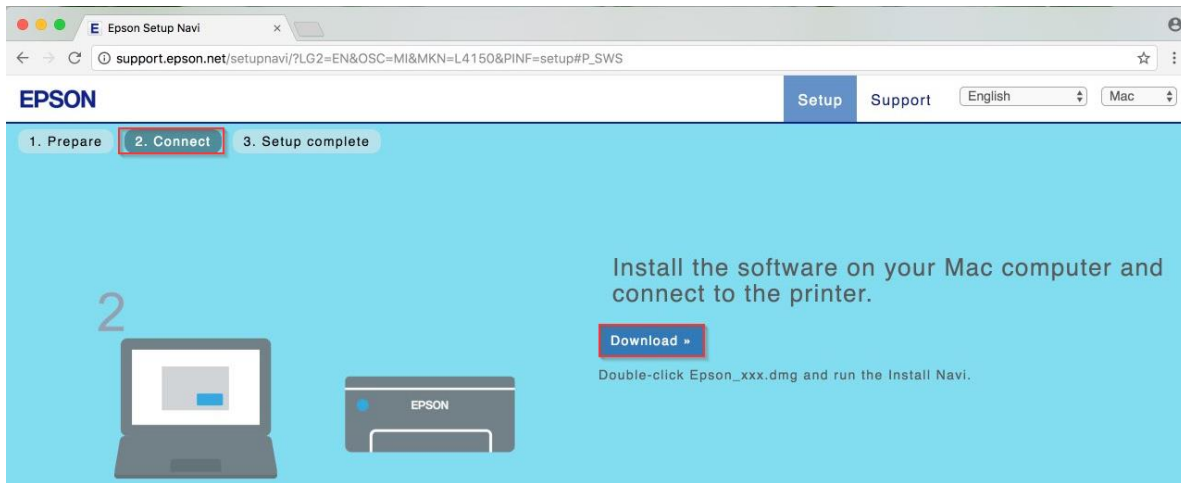 E Epson Setup Navi
support.epson.net/setupnavi/?LG2=EN&OSC=MI&MKN=L4150&PINF=setup#P_SWS
EPSON
Setup
Support
English
Mac
1. Prepare
2. Connect
3. Setup complete
Install the software on your Mac computer and
connect to the printer.
2
Download »
Double-click Epson_xxx.dmg and run the Install Navi.
EPSON